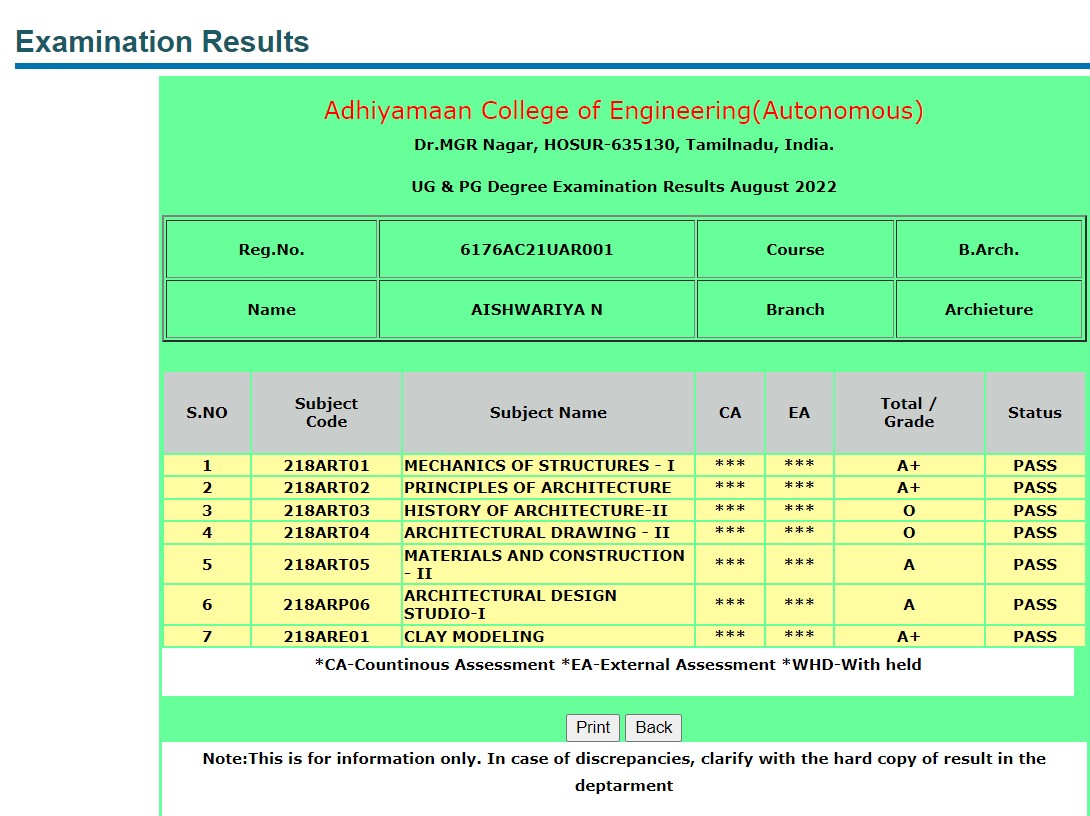 Examination Results
Adhiyamaan College of Engineering(Autonomous)
Dr.MGR Nagar, HOSUR-635130, Tamilnadu, India.
UG & PG Degree Examination Results August 2022
Reg.No. 6176AC21UAR001 Course B.Arch.
Name AISHWARIYA N Branch Archieture
S.NO Subject Code Subject Name CA EA Total / Grade Status
1 218ART01 MECHANICS OF STRUCTURES - I *** *** A+ PASS
2 218ART02 PRINCIPLES OF ARCHITECTURE *** *** A+ PASS
3 218ART03 HISTORY OF ARCHITECTURE-II *** *** O PASS
4 218ART04 ARCHITECTURAL DRAWING - II *** *** O PASS
5 218ART05 MATERIALS AND CONSTRUCTION - II *** *** A PASS
6 218ARP06 ARCHITECTURAL DESIGN STUDIO-I *** *** A PASS
7 218ARE01 CLAY MODELING *** *** A+ PASS
*CA-Countinous Assessment *EA-External Assessment *WHD-With held
Print Back
Note:This is for information only. In case of discrepancies, clarify with the hard copy of result in the
deptarment